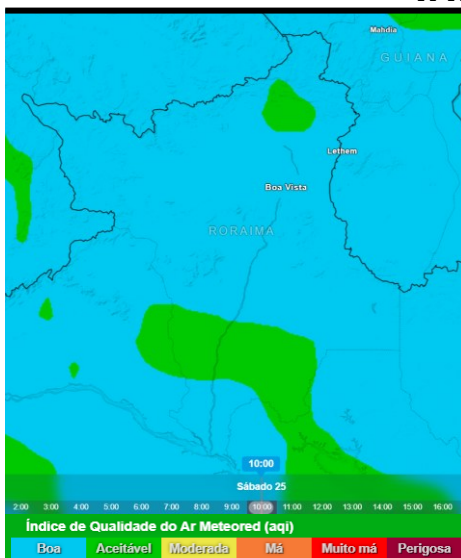 Mahdia
GUIANA
Lethem
Boa Vista
RORAIMA
10:00
Sábado 25
2:00 3:00 4:00 5:00 6:00 7:00 8:00 9:00 10:00 11:00 12:00 13:00 14:00 15:00 16:00
Índice de Qualidade do Ar Meteored (aqi)
Boa Aceitável Moderada Má Muito má Perigosa